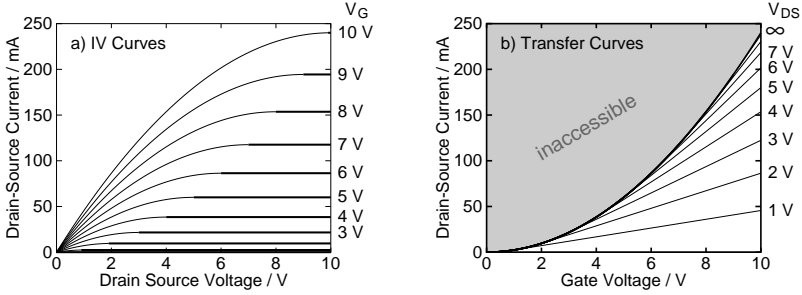 V_G
250
200
150
100
50
0
Drain-Source Current / mA
a) IV Curves
10 V
9 V
8 V
7 V
6 V
5 V
4 V
3 V
0 2 4 6 8 10
Drain Source Voltage / V
V_DS
250
200
150
100
50
0
Drain-Source Current / mA
b) Transfer Curves
inaccessible
∞
7 V
6 V
5 V
4 V
3 V
2 V
1 V
0 2 4 6 8 10
Gate Voltage / V